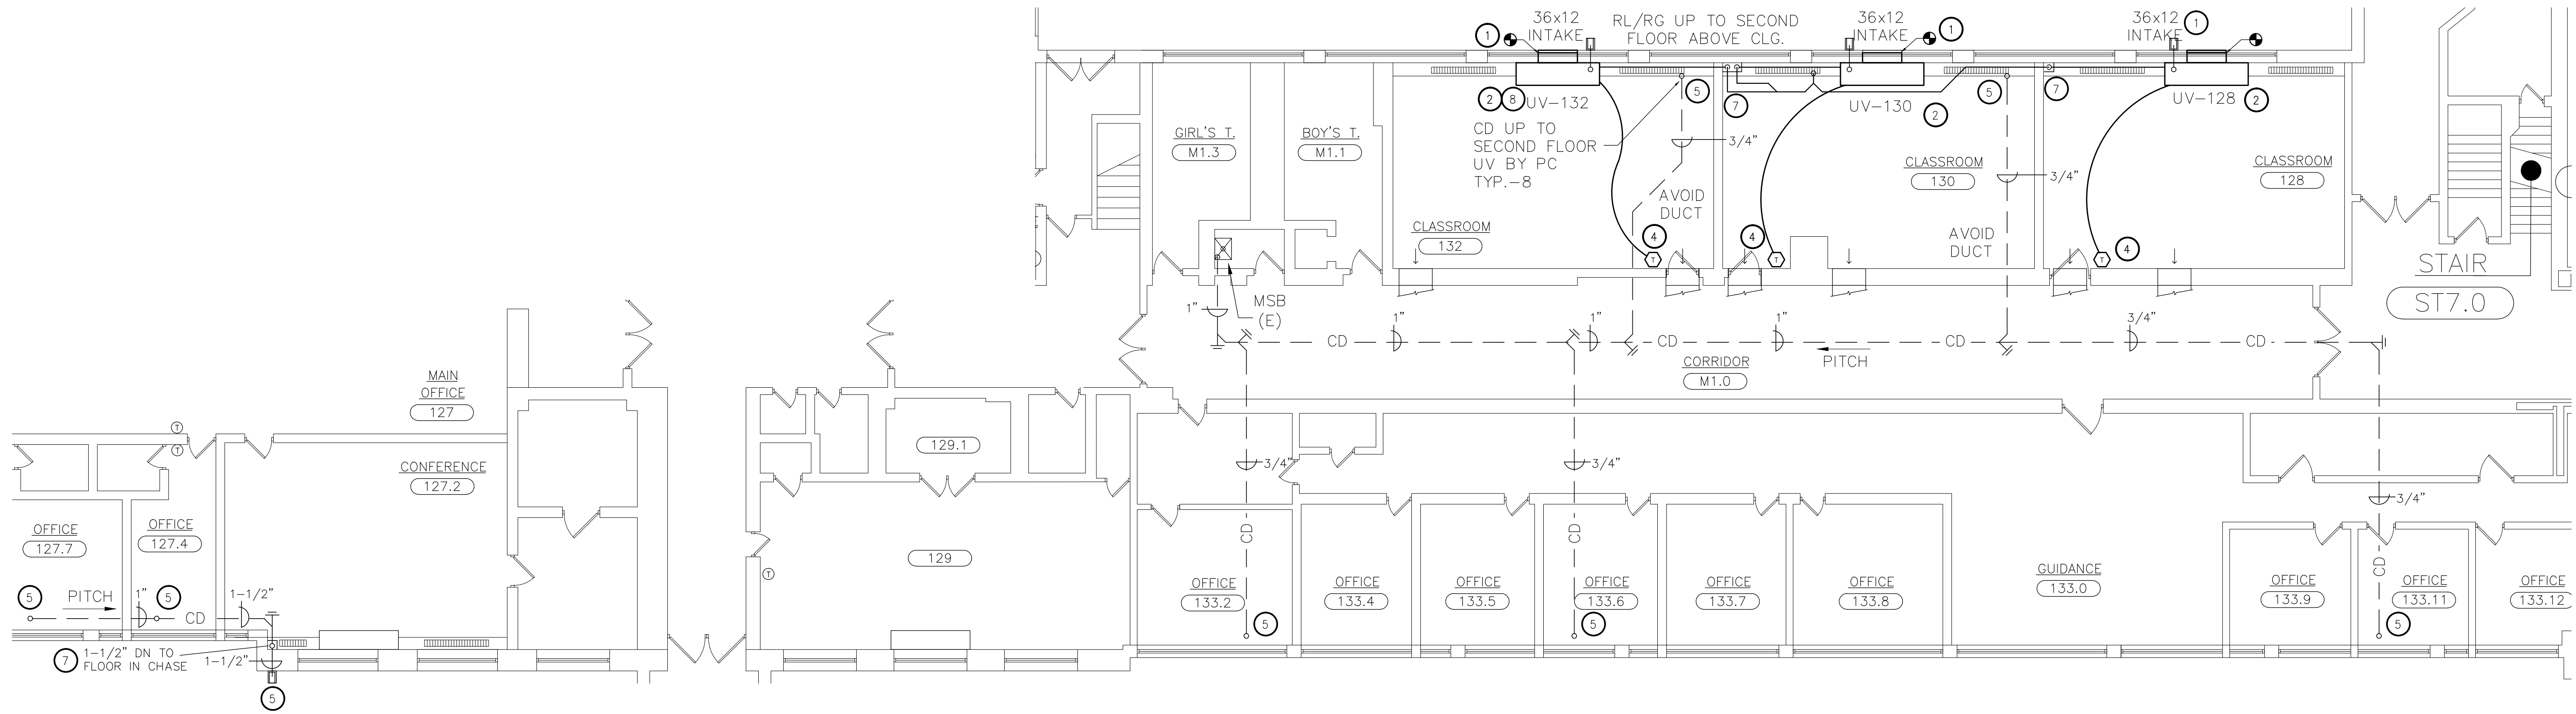 36x12
INTAKE
1
RL/RG UP TO SECOND
FLOOR ABOVE CLG.
36x12
INTAKE
1
36x12
INTAKE
1
2
8
UV-132
5
7
UV-130
2
5
7
UV-128
2
CD UP TO
SECOND FLOOR
UV BY PC
TYP.-8
3/4"
3/4"
GIRL'S T.
M1.3
BOY'S T.
M1.1
CLASSROOM
132
CLASSROOM
130
CLASSROOM
128
AVOID
DUCT
AVOID
DUCT
4
T
4
T
4
T
STAIR
ST7.0
MSB
(E)
1"
1"
1"
1"
3/4"
CD
CD
CD
CD
PITCH
CORRIDOR
M1.0
MAIN
OFFICE
127
T
T
CONFERENCE
127.2
129.1
3/4"
3/4"
3/4"
OFFICE
127.7
OFFICE
127.4
129
T
CD
CD
CD
OFFICE
133.2
OFFICE
133.4
OFFICE
133.5
OFFICE
133.6
OFFICE
133.7
OFFICE
133.8
GUIDANCE
133.0
OFFICE
133.9
OFFICE
133.11
OFFICE
133.12
5
PITCH
1"
5
CD
1-1/2"
5
5
5
7
1-1/2" DN TO
FLOOR IN CHASE
1-1/2"
5